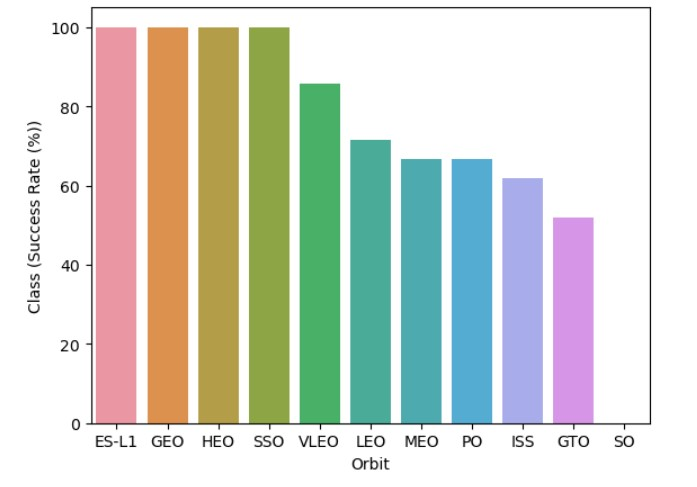 Class (Success Rate (%))
100
80
60
40
20
0
ES-L1 GEO HEO SSO VLEO LEO MEO PO ISS GTO SO
Orbit